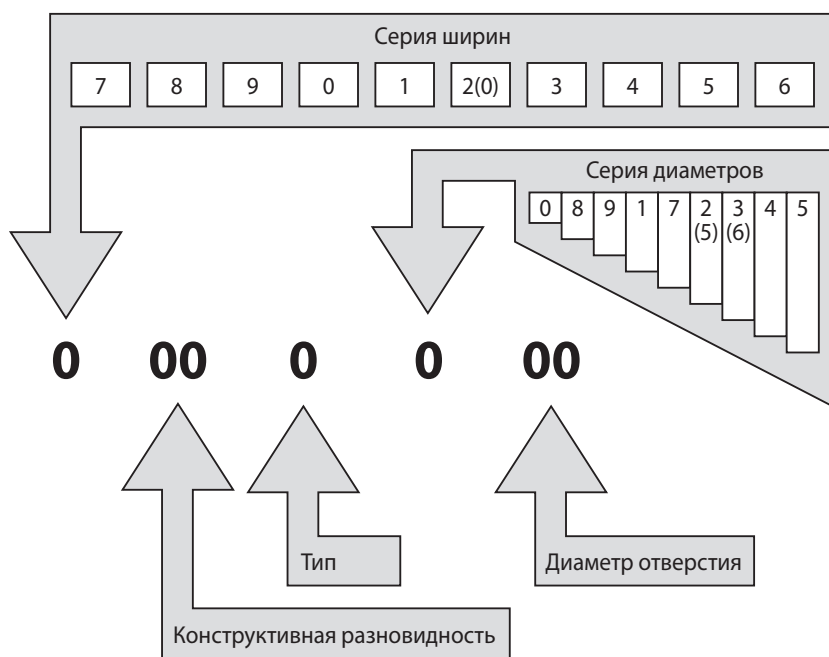 Серия ширин
7 8 9 0 1 2(0) 3 4 5 6
Серия диаметров
0 8 9 1 7 2 3 4 5
(5) (6)
0 00 0 0 00
Тип
Диаметр отверстия
Конструктивная разновидность